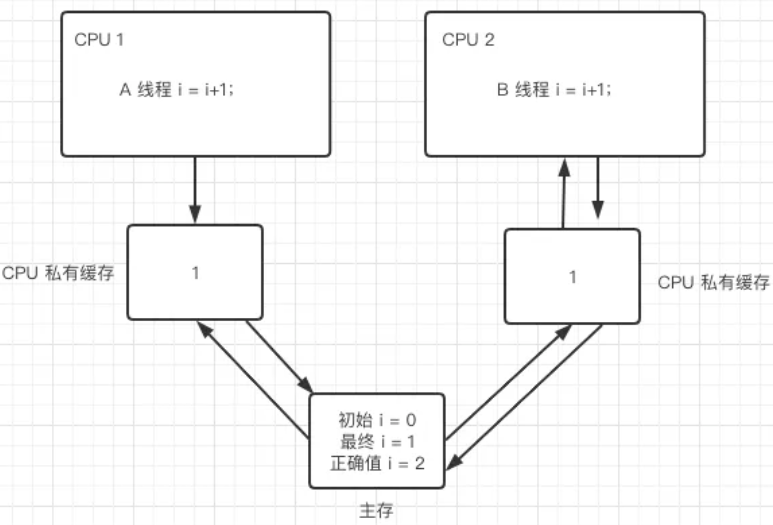 CPU 1
A 线程 i = i+1;
CPU 2
B 线程 i = i+1;
CPU 私有缓存
1
1
CPU 私有缓存
初始 i = 0
最终 i = 1
正确值 i = 2
主存